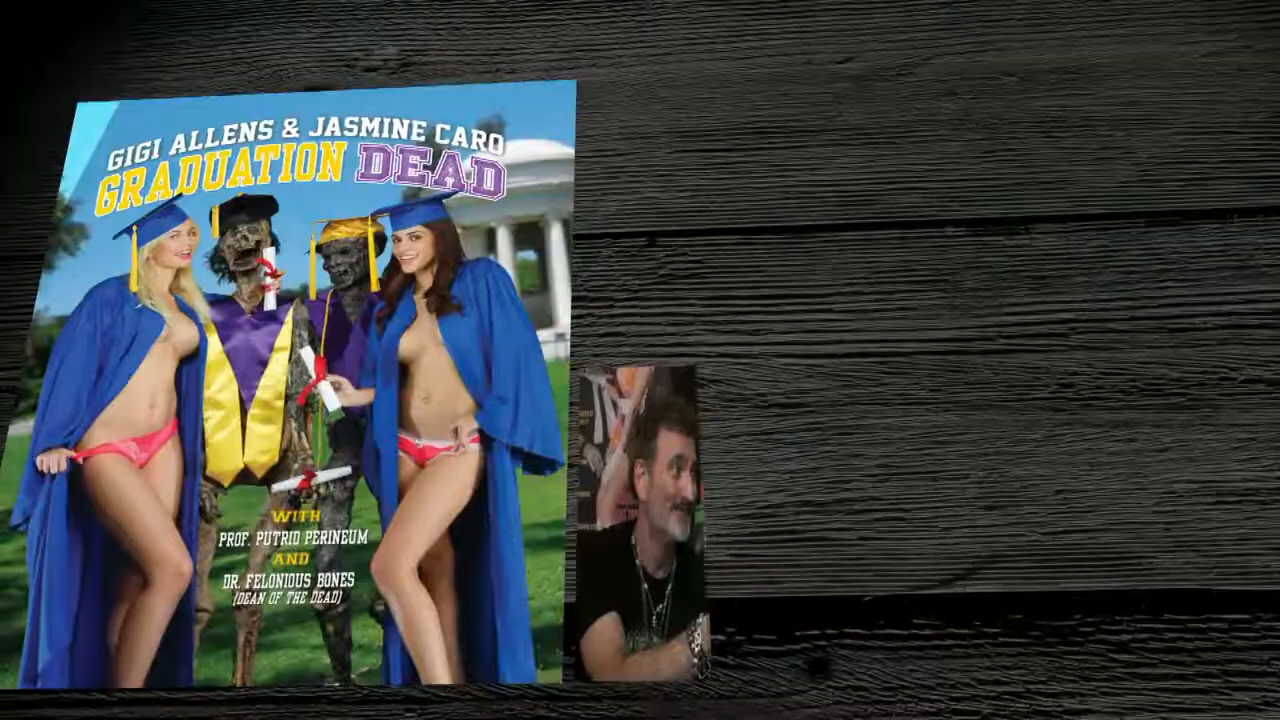 GIGI ALLENS & JASMINE CARO
GRADUATION DEAD
WITH
PROF. PUTRID PERINEUM
AND
DR. FELONIOUS BONES
(DEAN OF THE DEAD)